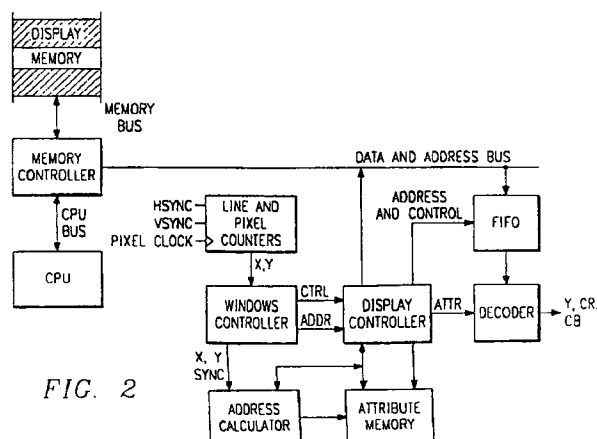 DISPLAY
MEMORY
MEMORY
BUS
MEMORY
CONTROLLER
DATA AND ADDRESS BUS
CPU
BUS
HSYNC
VSYNC
PIXEL CLOCK
LINE AND
PIXEL
COUNTERS
ADDRESS
AND CONTROL
FIFO
CPU
X,Y
WINDOWS
CONTROLLER
CTRL
ADDR
DISPLAY
CONTROLLER
ATTR
DECODER
Y, CR,
CB
X, Y
SYNC
FIG. 2
ADDRESS
CALCULATOR
ATTRIBUTE
MEMORY